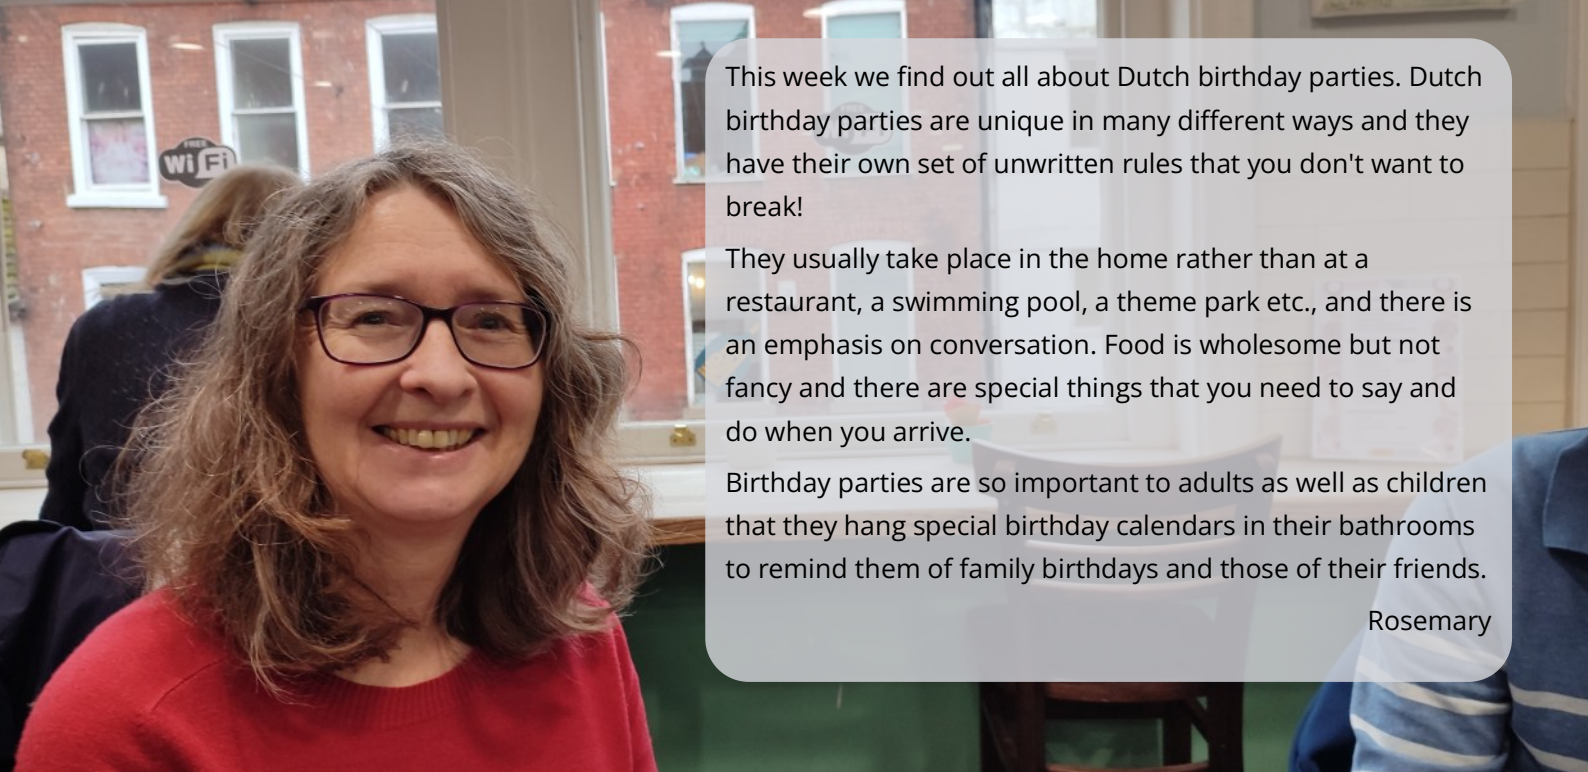 FREE
Wi Fi
This week we find out all about Dutch birthday parties. Dutch
birthday parties are unique in many different ways and they
have their own set of unwritten rules that you don't want to
break!
They usually take place in the home rather than at a
restaurant, a swimming pool, a theme park etc., and there is
an emphasis on conversation. Food is wholesome but not
fancy and there are special things that you need to say and
do when you arrive.
Birthday parties are so important to adults as well as children
that they hang special birthday calendars in their bathrooms
to remind them of family birthdays and those of their friends.
Rosemary